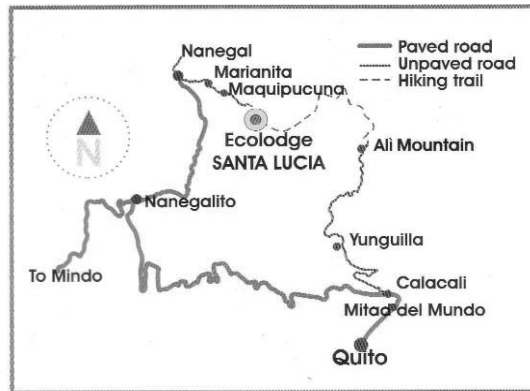 Nanegal
Paved road
Unpaved road
Hiking trail
Marianita
Maquipucuna
N
Ecolodge
SANTA LUCIA
Alì Mountain
Nanegalito
Yunguilla
To Mindo
Calacali
Mitad del Mundo
Quito